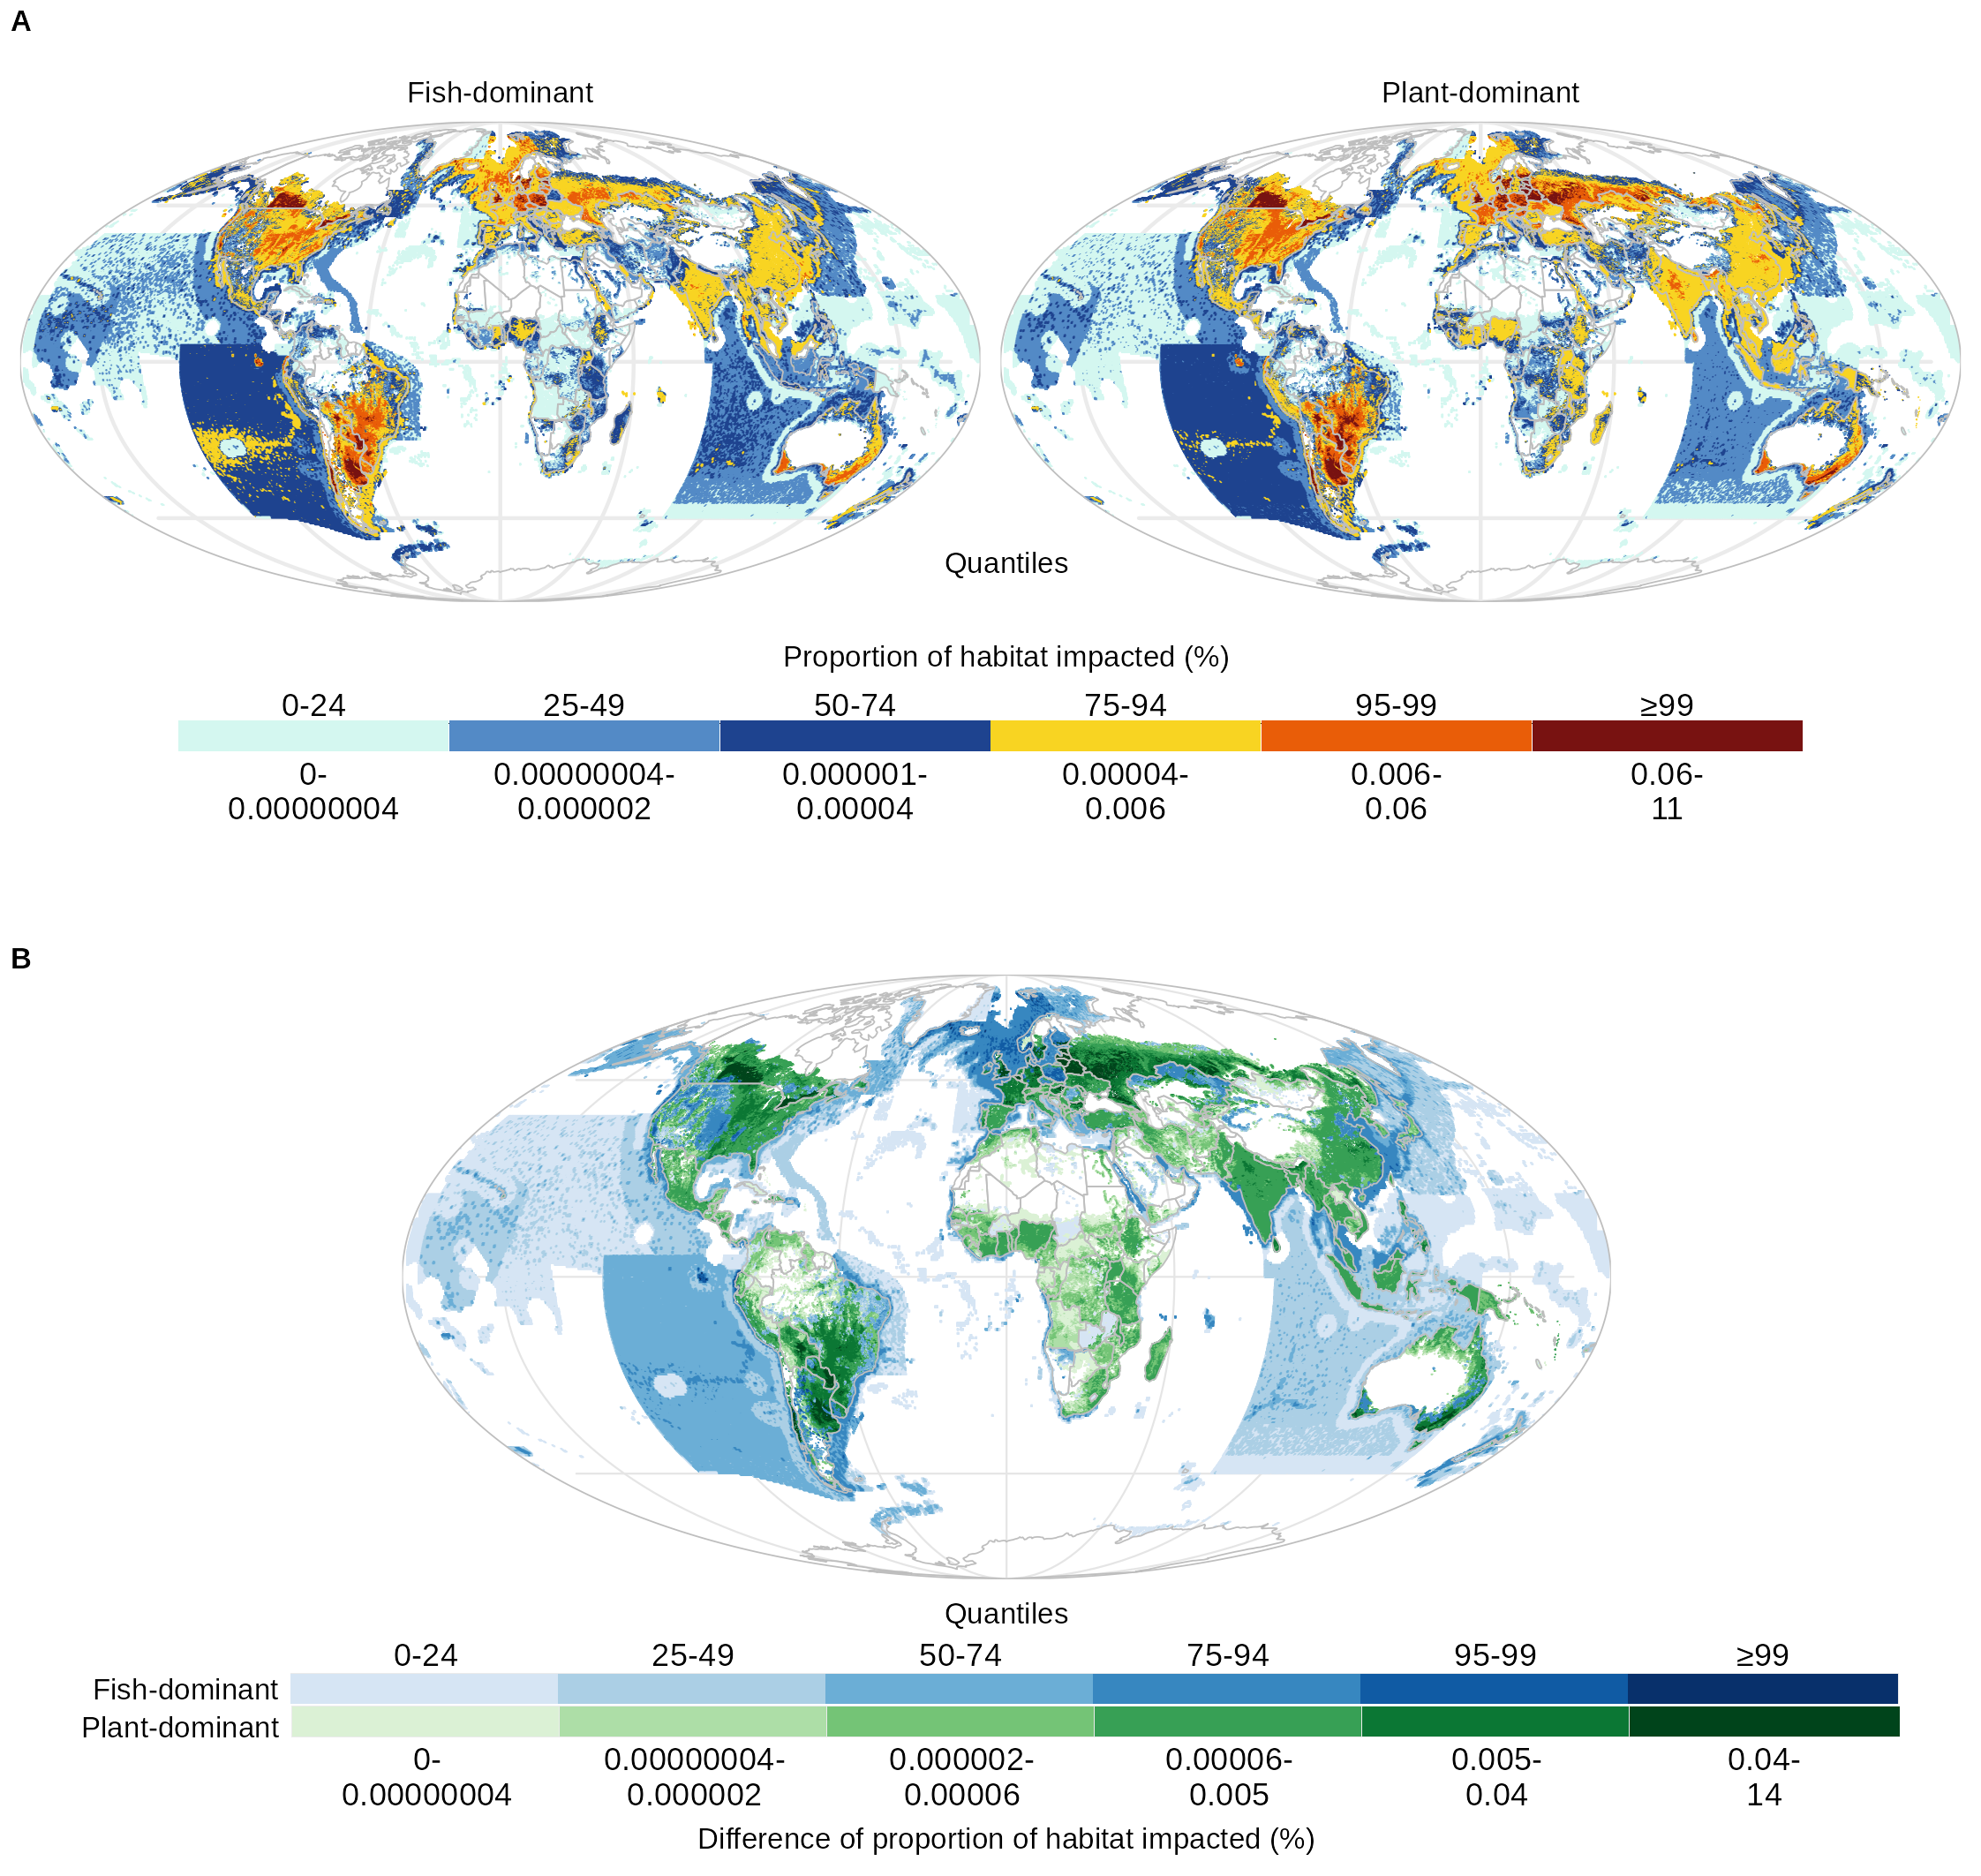 A
Fish-dominant Plant-dominant
Quantiles
Proportion of habitat impacted (%)
0-24 25-49 50-74 75-94 95-99 ≥99
0- 0.00000004- 0.000001- 0.00004- 0.006- 0.06-
0.00000004 0.000002 0.00004 0.006 0.06 11
B
Quantiles
0-24 25-49 50-74 75-94 95-99 ≥99
Fish-dominant
Plant-dominant
0- 0.00000004- 0.000002- 0.00006- 0.005- 0.04-
0.00000004 0.000002 0.00006 0.005 0.04 14
Difference of proportion of habitat impacted (%)